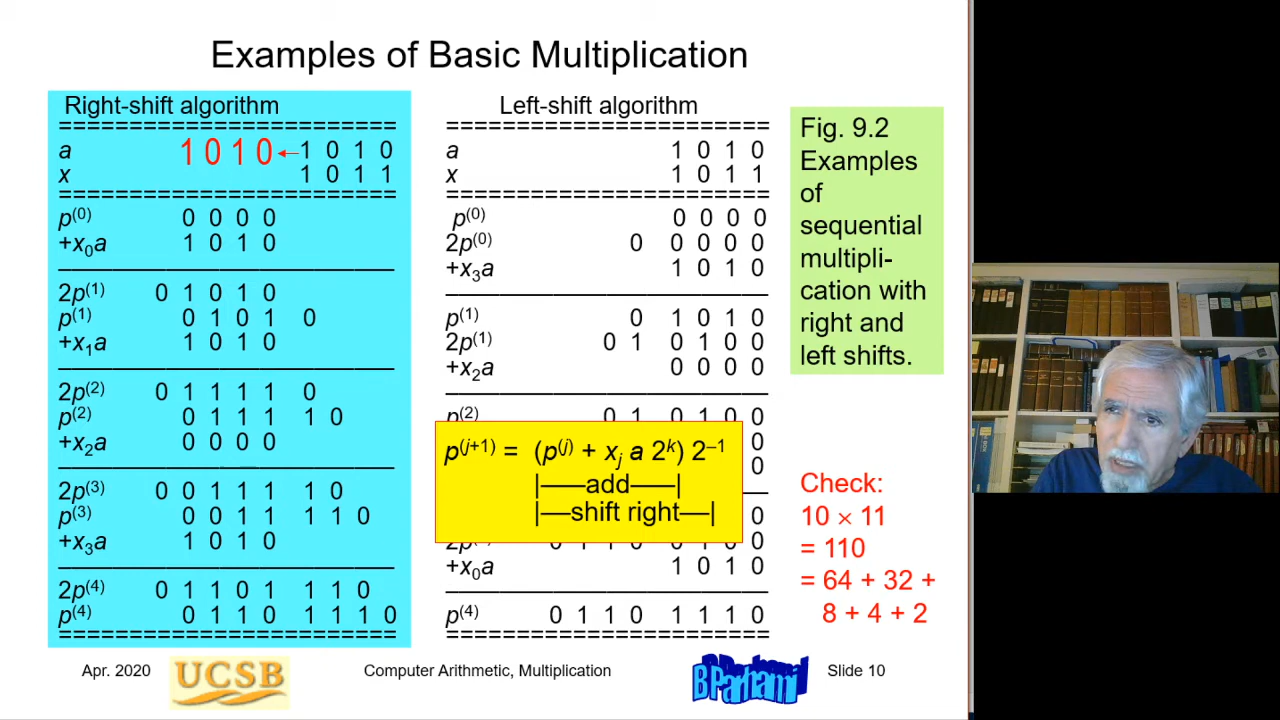 Examples of Basic Multiplication
Right-shift algorithm
========================
a 1 0 1 0 ← 1 0 1 0
x 1 0 1 1
========================
p(0) 0 0 0 0
+x0a 1 0 1 0
2p(1) 0 1 0 1 0
p(1) 0 1 0 1 0
+x1a 1 0 1 0
2p(2) 0 1 1 1 1 0
p(2) 0 1 1 1 1 0
+x2a 0 0 0 0
2p(3) 0 0 1 1 1 1 0
p(3) 0 0 1 1 1 1 0
+x3a 1 0 1 0
2p(4) 0 1 1 0 1 1 1 0
p(4) 0 1 1 0 1 1 1 0
========================
Left-shift algorithm
=======================
a 1 0 1 0
x 1 0 1 1
=======================
p(0) 0 0 0 0
2p(0) 0 0 0 0 0
+x3a 1 0 1 0
p(1) 0 1 0 1 0
2p(1) 0 1 0 1 0 0
+x2a 0 0 0 0
p(2) 0 1 0 1 0 0
0
0
p(j+1) = (p(j) + xj a 2k) 2–1
|——add——|
|—shift right—|
0
0
+x0a 1 0 1 0
p(4) 0 1 1 0 1 1 1 0
=======================
Fig. 9.2
Examples
of
sequential
multipli-
cation with
right and
left shifts.
Check:
10 × 11
= 110
= 64 + 32 +
8 + 4 + 2
Apr. 2020
UCSB
Computer Arithmetic, Multiplication
B Parhami
Slide 10